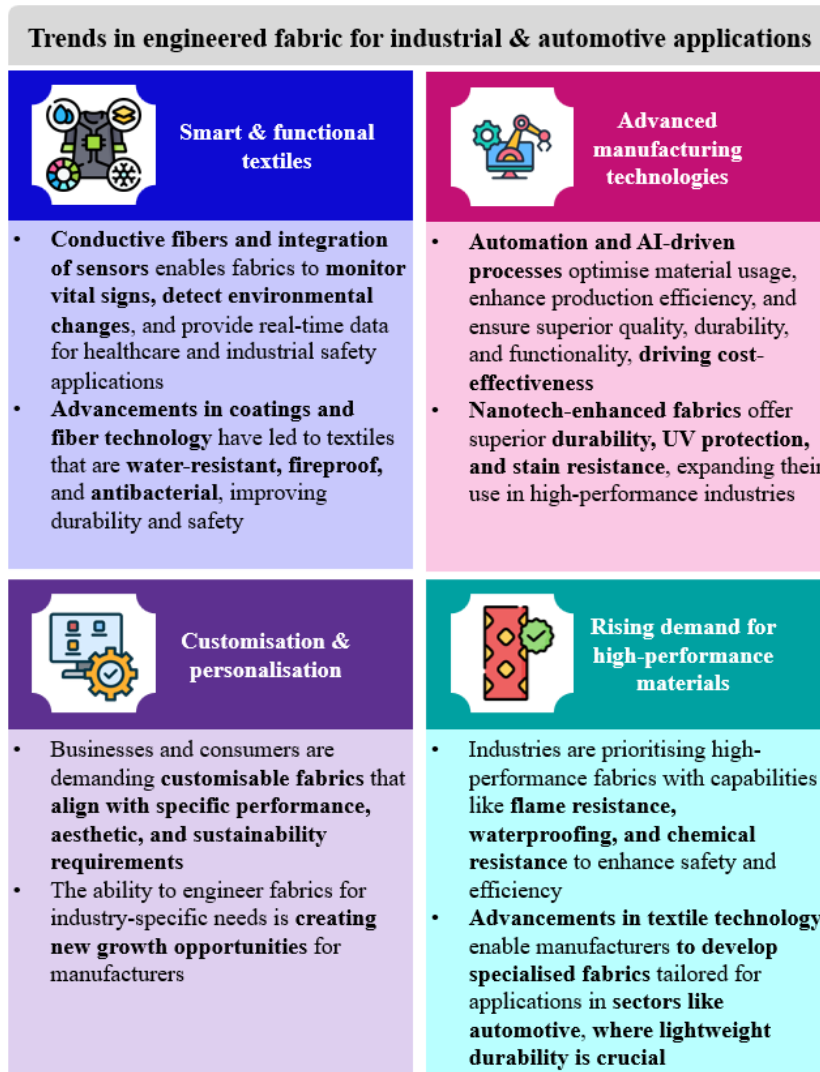 Trends in engineered fabric for industrial & automotive applications
Smart & functional
textiles
• Conductive fibers and integration
of sensors enables fabrics to monitor
vital signs, detect environmental
changes, and provide real-time data
for healthcare and industrial safety
applications
• Advancements in coatings and
fiber technology have led to textiles
that are water-resistant, fireproof,
and antibacterial, improving
durability and safety
Advanced
manufacturing
technologies
• Automation and AI-driven
processes optimise material usage,
enhance production efficiency, and
ensure superior quality, durability,
and functionality, driving cost-
effectiveness
• Nanotech-enhanced fabrics offer
superior durability, UV protection,
and stain resistance, expanding their
use in high-performance industries
Customisation &
personalisation
• Businesses and consumers are
demanding customisable fabrics that
align with specific performance,
aesthetic, and sustainability
requirements
• The ability to engineer fabrics for
industry-specific needs is creating
new growth opportunities for
manufacturers
Rising demand for
high-performance
materials
• Industries are prioritising high-
performance fabrics with capabilities
like flame resistance,
waterproofing, and chemical
resistance to enhance safety and
efficiency
• Advancements in textile technology
enable manufacturers to develop
specialised fabrics tailored for
applications in sectors like
automotive, where lightweight
durability is crucial